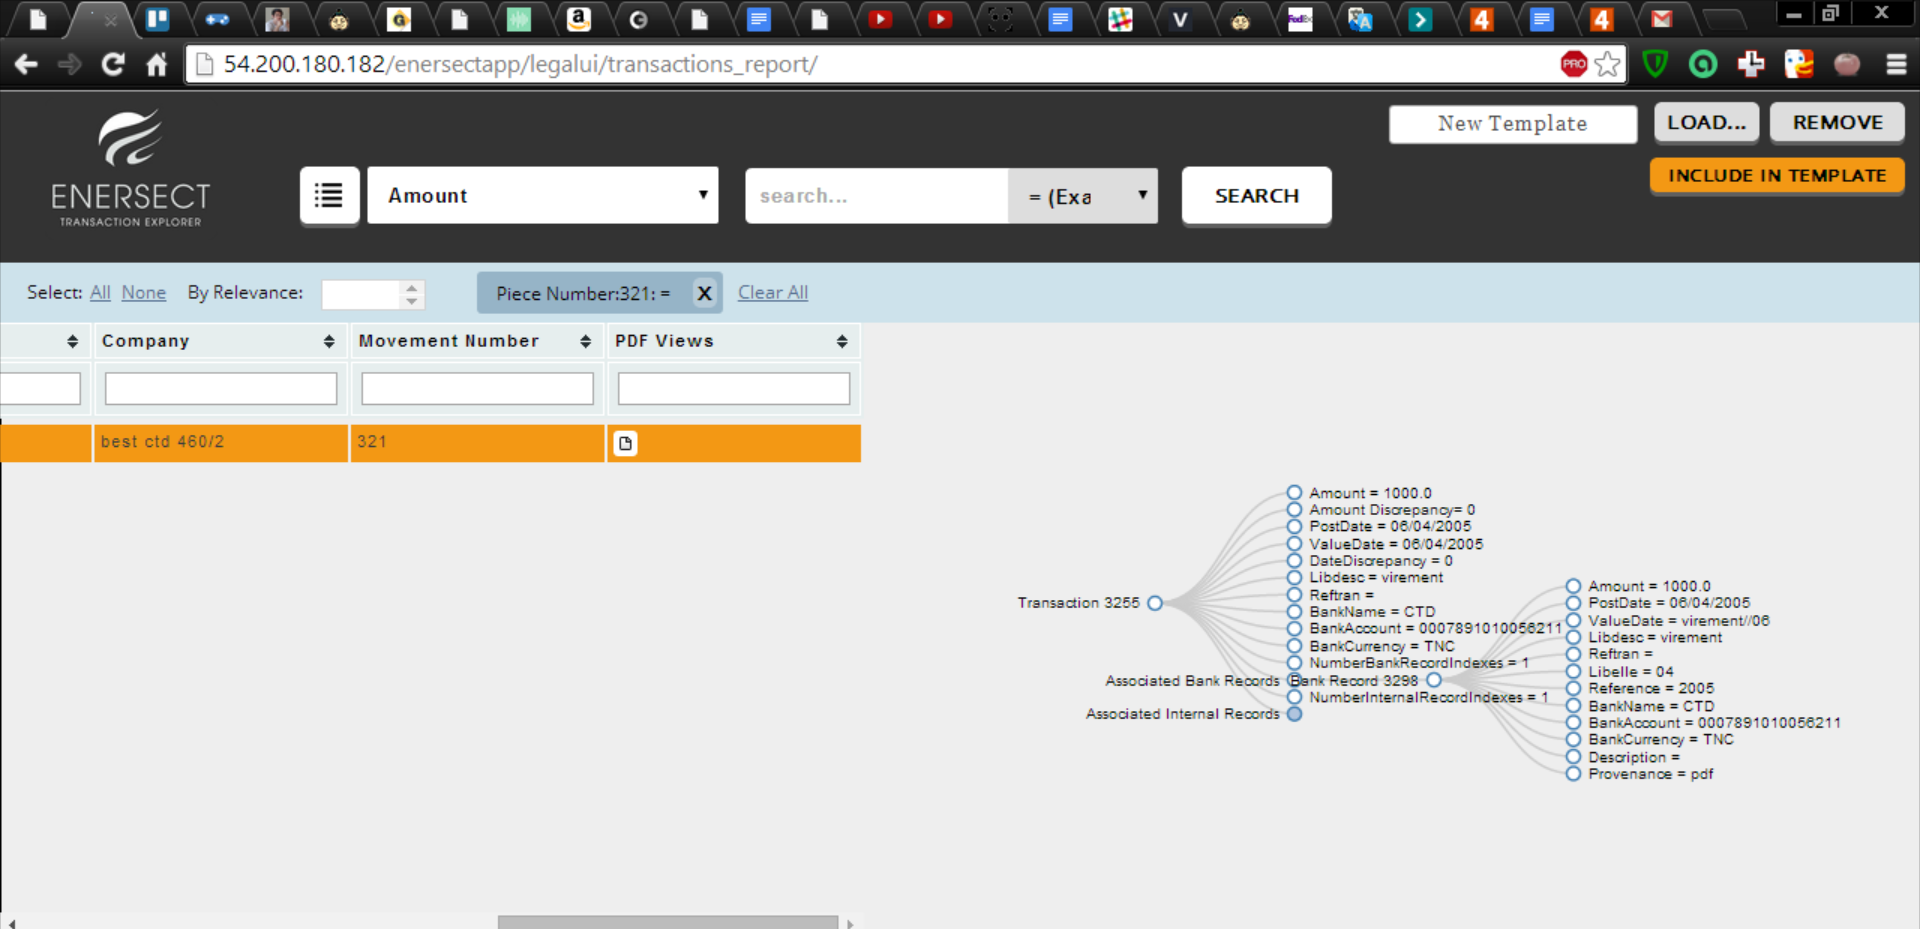 FedEx
V
4
4
54.200.180.182/enersectapp/legalui/transactions_report/
PRO
New Template
LOAD...
REMOVE
ENERSECT
TRANSACTION EXPLORER
Amount
search...
= (Exa
SEARCH
INCLUDE IN TEMPLATE
Select: All None By Relevance:
Piece Number:321: = X
Clear All
Company
Movement Number
PDF Views
best ctd 460/2
321
Transaction 3255
Amount = 1000.0
Amount Discrepancy= 0
PostDate = 06/04/2005
ValueDate = 06/04/2005
DateDiscrepancy = 0
Libdesc = virement
Reftran =
BankName = CTD
BankAccount = 0007891010056211
BankCurrency = TNC
NumberBankRecordIndexes = 1
Associated Bank Records
Bank Record 3298
NumberInternalRecordIndexes = 1
Associated Internal Records
Amount = 1000.0
PostDate = 06/04/2005
ValueDate = virement//06
Libdesc = virement
Reftran =
Libelle = 04
Reference = 2005
BankName = CTD
BankAccount = 0007891010056211
BankCurrency = TNC
Description =
Provenance = pdf